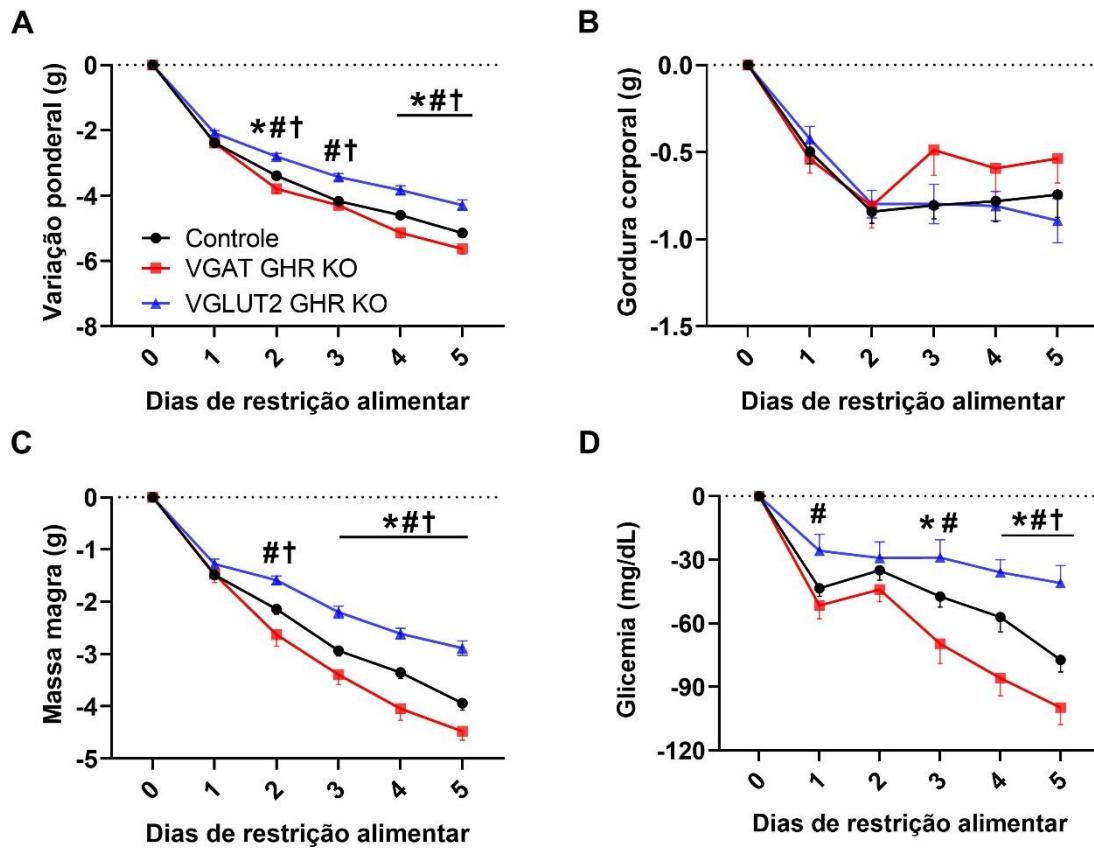 A
Variação ponderal (g)
0
-2
-4
-6
-8
*#†
#†
*#†
Controle
VGAT GHR KO
VGLUT2 GHR KO
0 1 2 3 4 5
Dias de restrição alimentar
B
Gordura corporal (g)
0.0
-0.5
-1.0
-1.5
0 1 2 3 4 5
Dias de restrição alimentar
C
Massa magra (g)
0
-1
-2
-3
-4
-5
#†
*#†
0 1 2 3 4 5
Dias de restrição alimentar
D
Glicemia (mg/dL)
0
-30
-60
-90
-120
#
*#
*#†
0 1 2 3 4 5
Dias de restrição alimentar